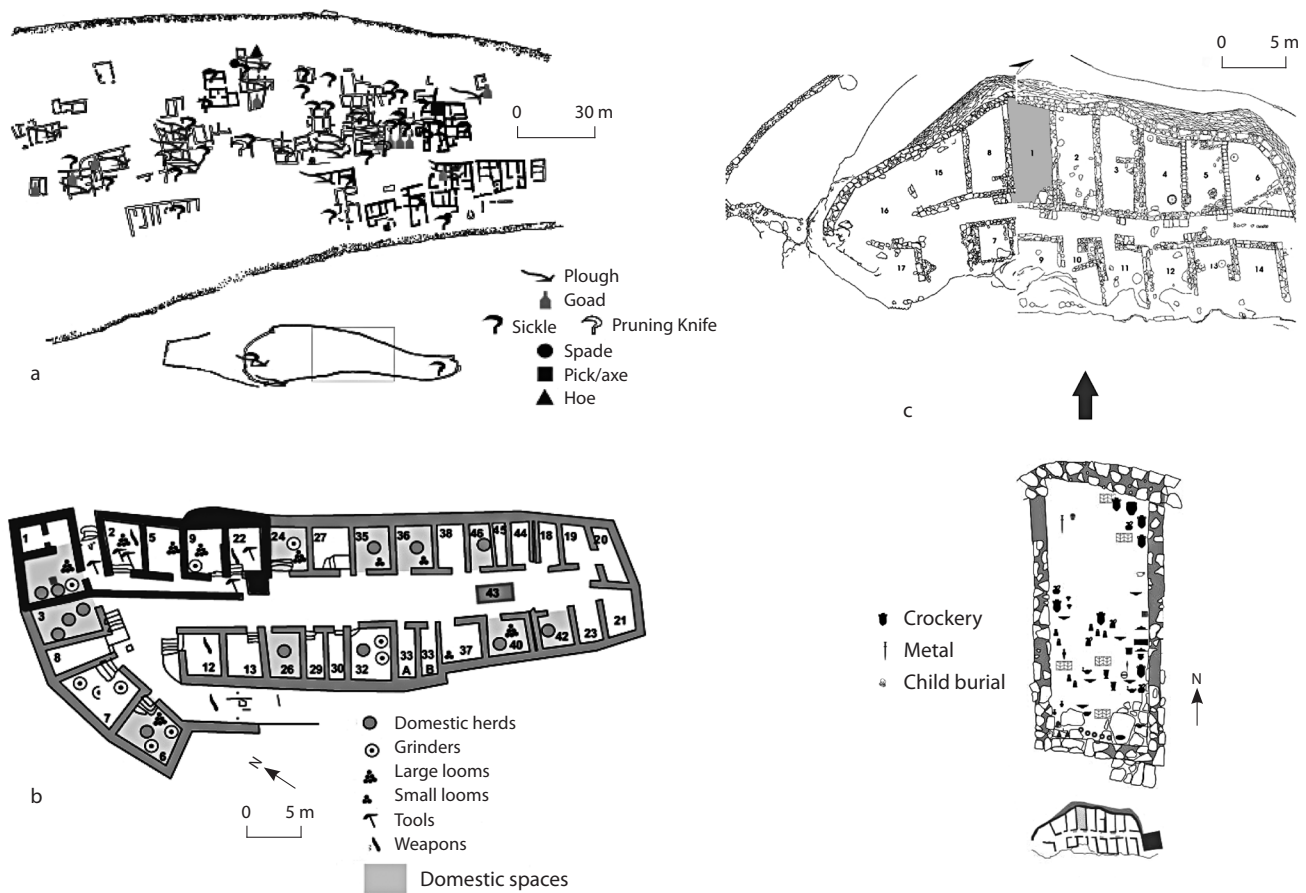 0 30 m
Plough
Goad
Sickle Pruning Knife
Spade
Pick/axe
Hoe
a
0 5 m
1
2
3
4
5
6
7
8
9
10
11
12
13
14
15
16
17
c
1
2
5
9
22
24
27
35
36
38
46
45
44
18
19
20
3
8
7
6
12
13
26
29
30
32
33
A
33
B
37
40
42
43
23
21
N
0 5 m
b
Domestic herds
Grinders
Large looms
Small looms
Tools
Weapons
Domestic spaces
Crockery
Metal
Child burial
N